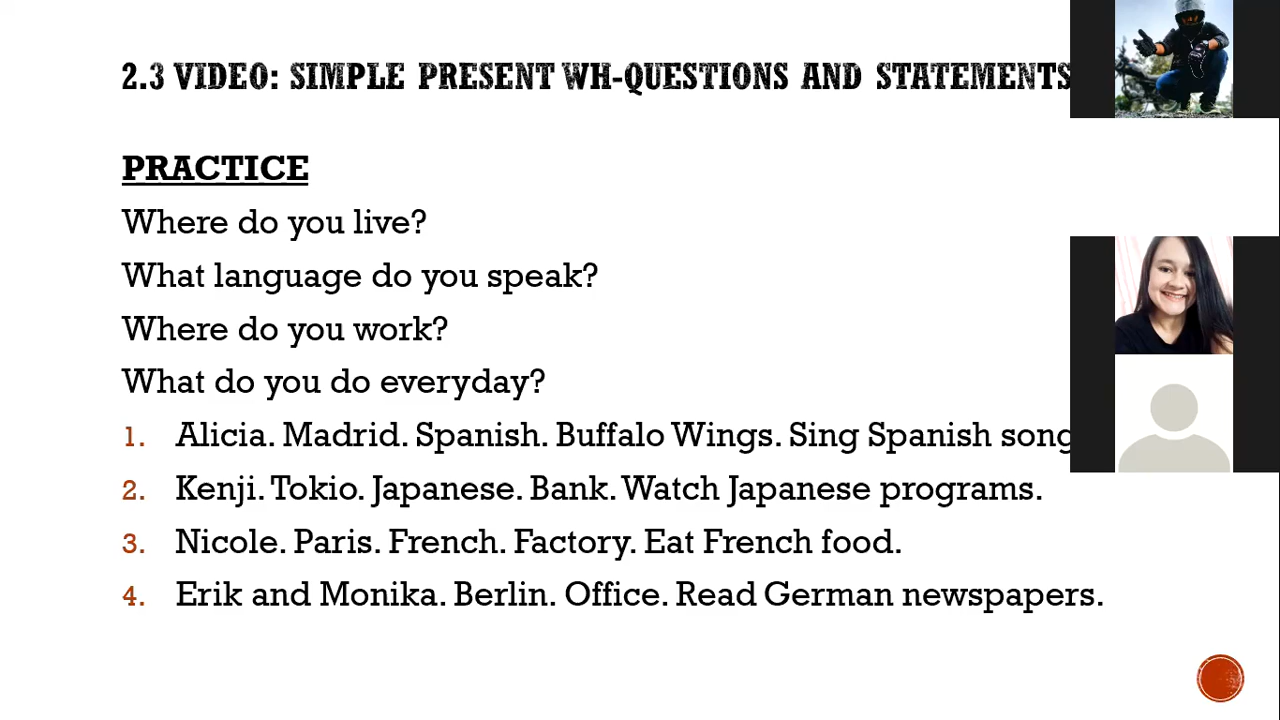 2.3 VIDEO: SIMPLE PRESENT WH-QUESTIONS AND STATEMENTS
PRACTICE
Where do you live?
What language do you speak?
Where do you work?
What do you do everyday?
1. Alicia. Madrid. Spanish. Buffalo Wings. Sing Spanish song
2. Kenji. Tokio. Japanese. Bank. Watch Japanese programs.
3. Nicole. Paris. French. Factory. Eat French food.
4. Erik and Monika. Berlin. Office. Read German newspapers.